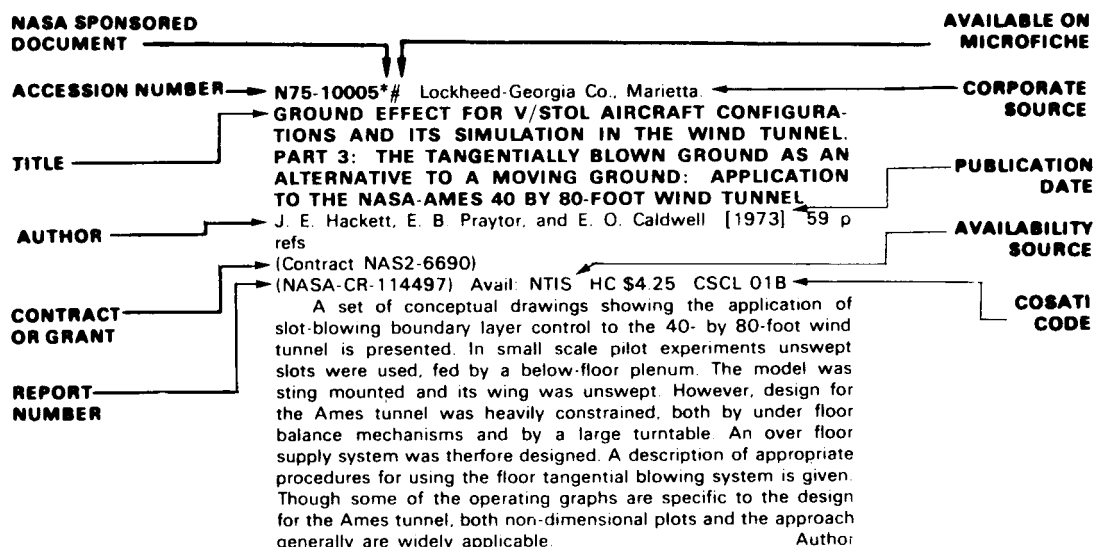 NASA SPONSORED
DOCUMENT
AVAILABLE ON
MICROFICHE
ACCESSION NUMBER
N75-10005*# Lockheed-Georgia Co., Marietta.
CORPORATE
SOURCE
TITLE
GROUND EFFECT FOR V/STOL AIRCRAFT CONFIGURA-
TIONS AND ITS SIMULATION IN THE WIND TUNNEL.
PART 3: THE TANGENTIALLY BLOWN GROUND AS AN
ALTERNATIVE TO A MOVING GROUND: APPLICATION
TO THE NASA-AMES 40 BY 80-FOOT WIND TUNNEL
PUBLICATION
DATE
AUTHOR
J. E. Hackett, E. B. Praytor, and E. O. Caldwell [1973] 59 p
refs
AVAILABILITY
SOURCE
CONTRACT
OR GRANT
(Contract NAS2-6690)
REPORT
NUMBER
(NASA-CR-114497) Avail: NTIS HC $4.25 CSCL 01B
COSATI
CODE
A set of conceptual drawings showing the application of
slot-blowing boundary layer control to the 40- by 80-foot wind
tunnel is presented. In small scale pilot experiments unswept
slots were used, fed by a below-floor plenum. The model was
sting mounted and its wing was unswept. However, design for
the Ames tunnel was heavily constrained, both by under floor
balance mechanisms and by a large turntable. An over floor
supply system was therfore designed. A description of appropriate
procedures for using the floor tangential blowing system is given.
Though some of the operating graphs are specific to the design
for the Ames tunnel, both non-dimensional plots and the approach
generally are widely applicable. Author